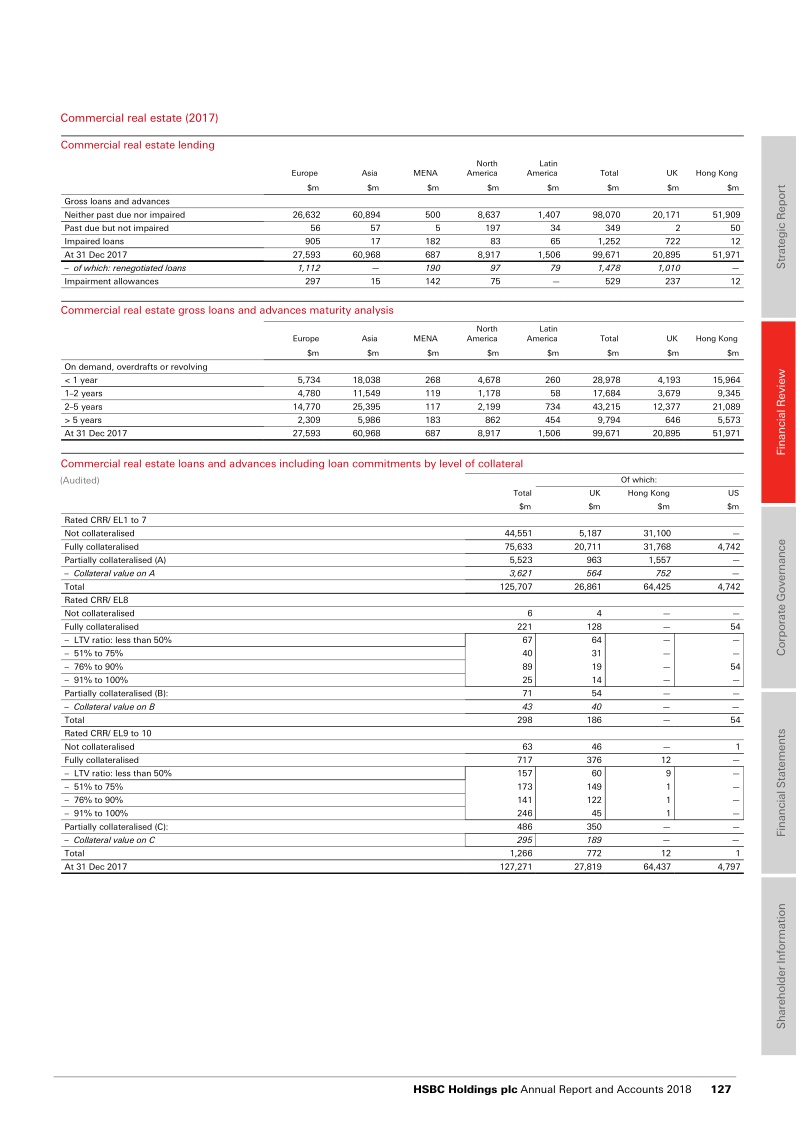 Commercial real estate (2017)
Commercial real estate lending
Europe Asia MENA North America Latin America Total UK Hong Kong
$m $m $m $m $m $m $m $m
Gross loans and advances
Neither past due nor impaired 26,632 60,894 500 8,637 1,407 98,070 20,171 51,909
Past due but not impaired 56 57 5 197 34 349 2 50
Impaired loans 905 17 182 83 65 1,252 722 12
At 31 Dec 2017 27,593 60,968 687 8,917 1,506 99,671 20,895 51,971
– of which: renegotiated loans 1,112 — 190 97 79 1,478 1,010 —
Impairment allowances 297 15 142 75 — 529 237 12
Commercial real estate gross loans and advances maturity analysis
Europe Asia MENA North America Latin America Total UK Hong Kong
$m $m $m $m $m $m $m $m
On demand, overdrafts or revolving
< 1 year 5,734 18,038 268 4,678 260 28,978 4,193 15,964
1–2 years 4,780 11,549 119 1,178 58 17,684 3,679 9,345
2–5 years 14,770 25,395 117 2,199 734 43,215 12,377 21,089
> 5 years 2,309 5,986 183 862 454 9,794 646 5,573
At 31 Dec 2017 27,593 60,968 687 8,917 1,506 99,671 20,895 51,971
Commercial real estate loans and advances including loan commitments by level of collateral
(Audited) Of which:
Total UK Hong Kong US
$m $m $m $m
Rated CRR/ EL1 to 7
Not collateralised 44,551 5,187 31,100 —
Fully collateralised 75,633 20,711 31,768 4,742
Partially collateralised (A) 5,523 963 1,557 —
– Collateral value on A 3,621 564 752 —
Total 125,707 26,861 64,425 4,742
Rated CRR/ EL8
Not collateralised 6 4 — —
Fully collateralised 221 128 — 54
– LTV ratio: less than 50% 67 64 — —
– 51% to 75% 40 31 — —
– 76% to 90% 89 19 — 54
– 91% to 100% 25 14 — —
Partially collateralised (B): 71 54 — —
– Collateral value on B 43 40 — —
Total 298 186 — 54
Rated CRR/ EL9 to 10
Not collateralised 63 46 — 1
Fully collateralised 717 376 12 —
– LTV ratio: less than 50% 157 60 9 —
– 51% to 75% 173 149 1 —
– 76% to 90% 141 122 1 —
– 91% to 100% 246 45 1 —
Partially collateralised (C): 486 350 — —
– Collateral value on C 295 189 — —
Total 1,266 772 12 1
At 31 Dec 2017 127,271 27,819 64,437 4,797
Strategic Report
Financial Review
Corporate Governance
Financial Statements
Shareholder Information
HSBC Holdings plc Annual Report and Accounts 2018 127